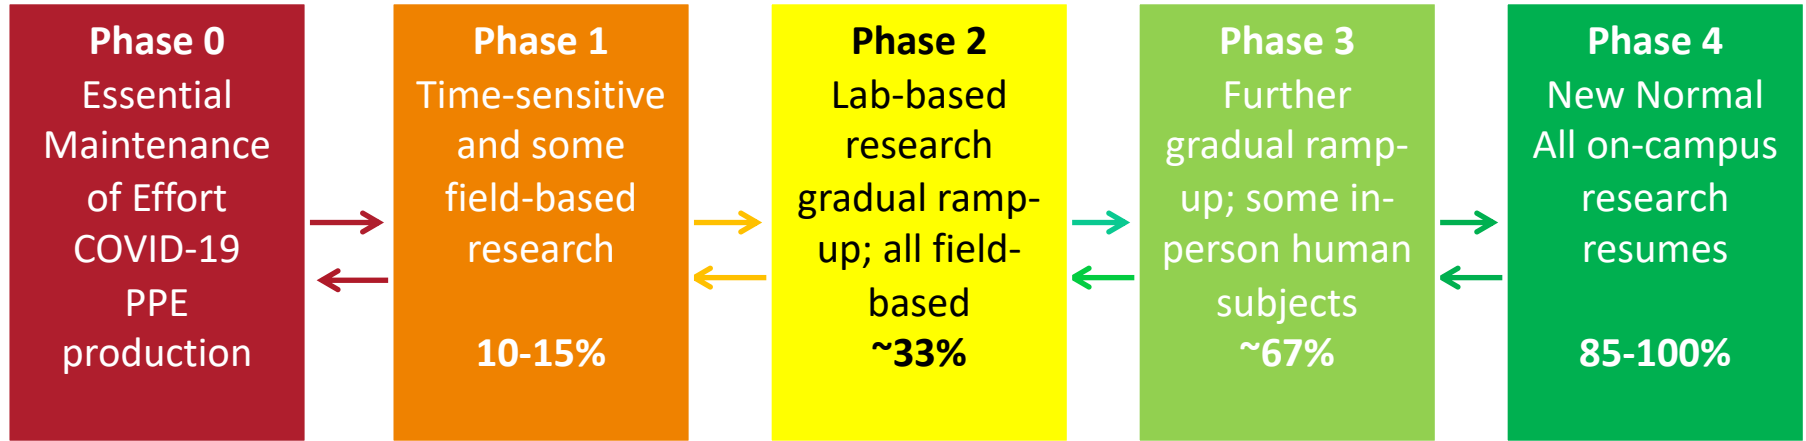 Phase 0
Essential
Maintenance
of Effort
COVID-19
PPE
production
Phase 1
Time-sensitive
and some
field-based
research
10-15%
Phase 2
Lab-based
research
gradual ramp-
up; all field-
based
~33%
Phase 3
Further
gradual ramp-
up; some in-
person human
subjects
~67%
Phase 4
New Normal
All on-campus
research
resumes
85-100%